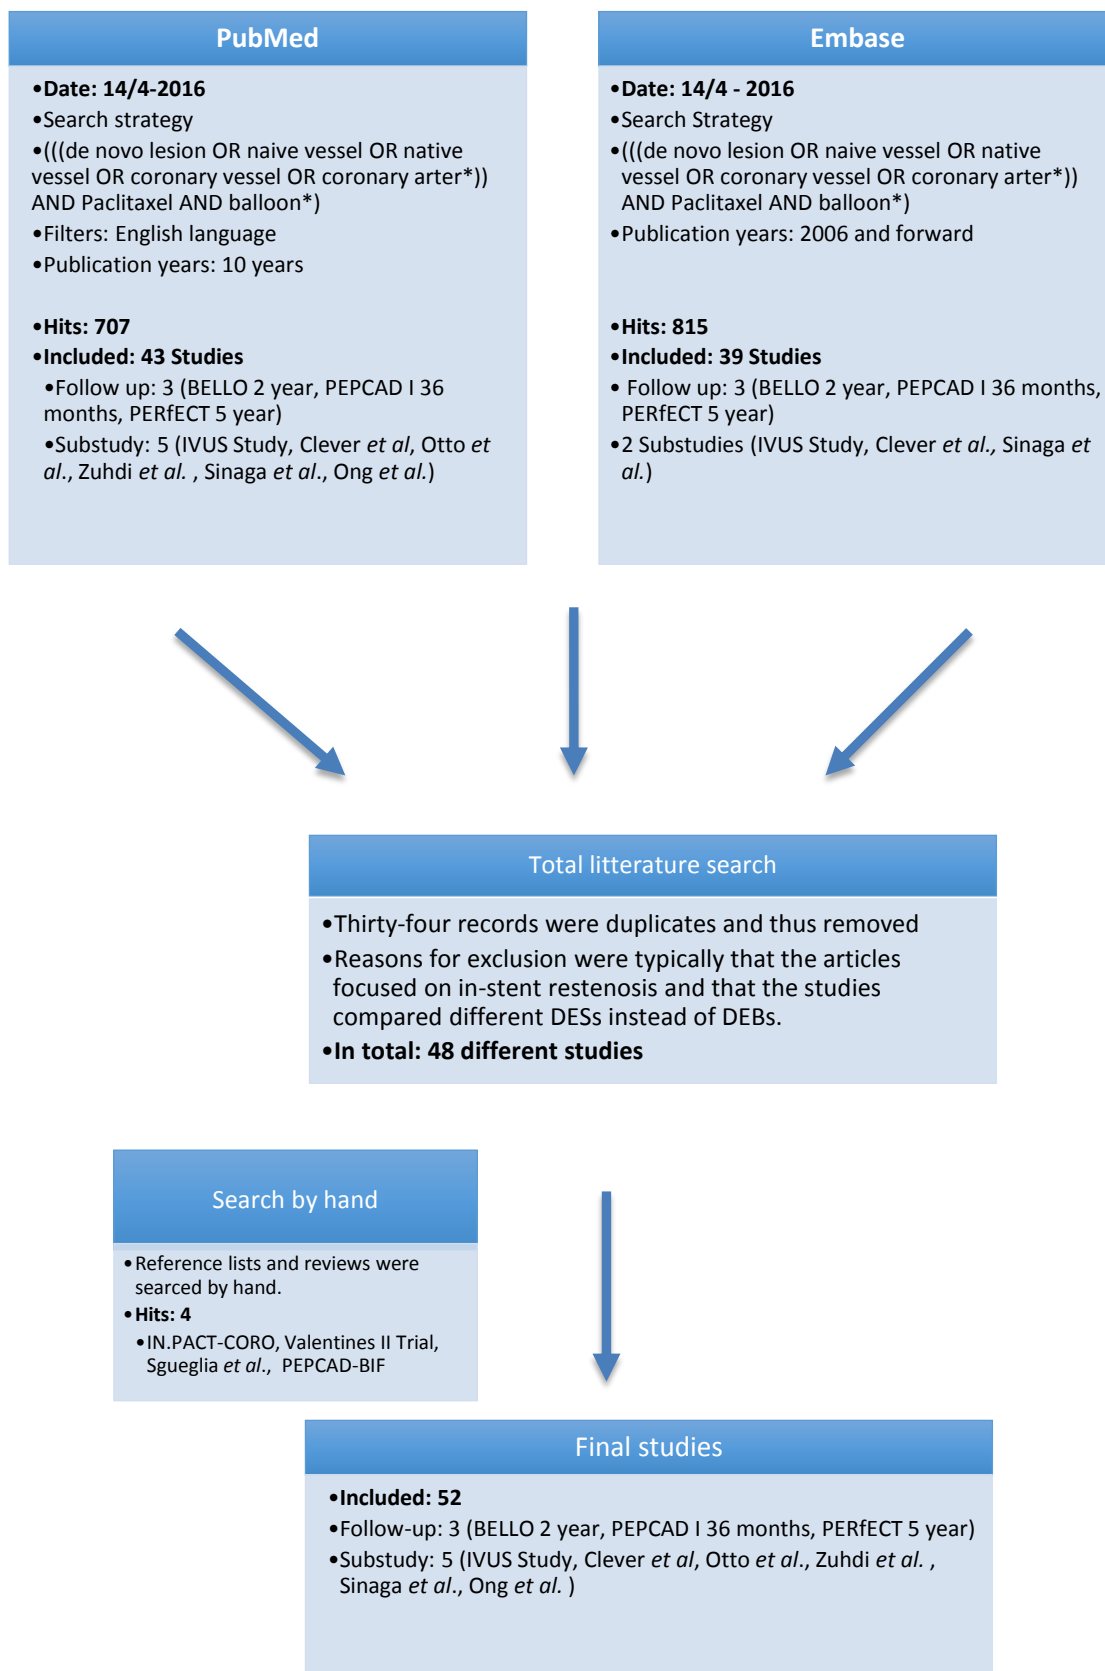 PubMed
•Date: 14/4-2016
•Search strategy
•(((de novo lesion OR naive vessel OR native
vessel OR coronary vessel OR coronary arter*))
AND Paclitaxel AND balloon*)
•Filters: English language
•Publication years: 10 years
•Hits: 707
•Included: 43 Studies
•Follow up: 3 (BELLO 2 year, PEPCAD I 36
months, PERfECT 5 year)
•Substudy: 5 (IVUS Study, Clever et al, Otto et
al., Zuhdi et al. , Sinaga et al., Ong et al.)
Embase
•Date: 14/4 - 2016
•Search Strategy
•(((de novo lesion OR naive vessel OR native
vessel OR coronary vessel OR coronary arter*))
AND Paclitaxel AND balloon*)
•Publication years: 2006 and forward
•Hits: 815
•Included: 39 Studies
• Follow up: 3 (BELLO 2 year, PEPCAD I 36 months,
PERfECT 5 year)
•2 Substudies (IVUS Study, Clever et al., Sinaga et
al.)
Total litterature search
•Thirty-four records were duplicates and thus removed
•Reasons for exclusion were typically that the articles
focused on in-stent restenosis and that the studies
compared different DESs instead of DEBs.
•In total: 48 different studies
Search by hand
•Reference lists and reviews were
searced by hand.
•Hits: 4
•IN.PACT-CORO, Valentines II Trial,
Sgueglia et al., PEPCAD-BIF
Final studies
•Included: 52
•Follow-up: 3 (BELLO 2 year, PEPCAD I 36 months, PERfECT 5 year)
•Substudy: 5 (IVUS Study, Clever et al, Otto et al., Zuhdi et al. ,
Sinaga et al., Ong et al. )